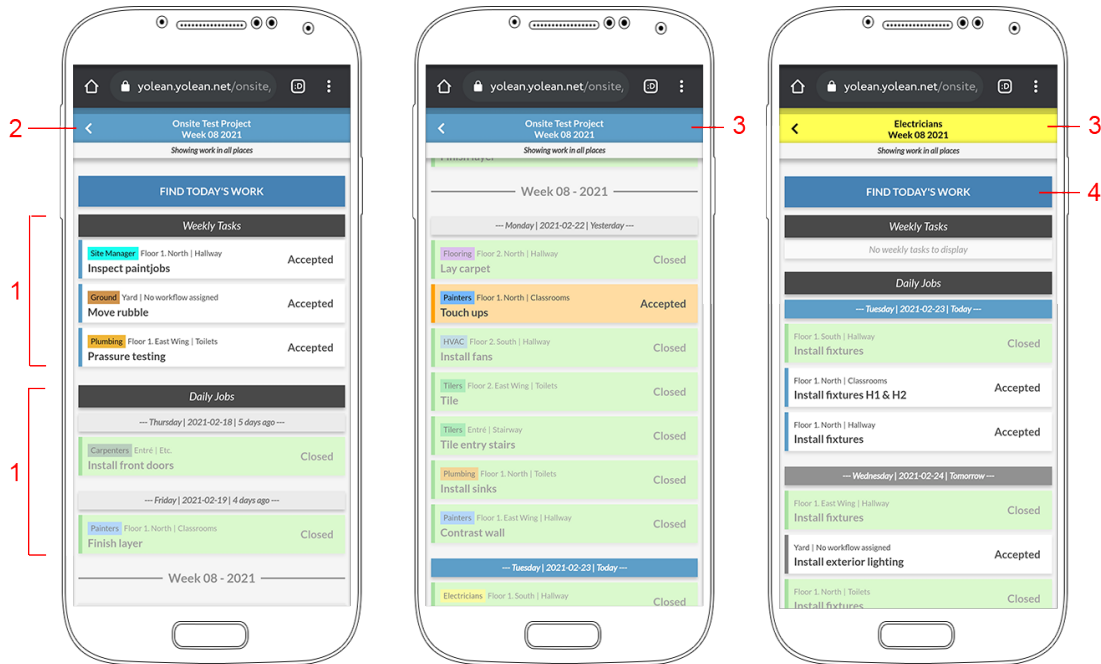 yolean.yolean.net/onsite,
:D
Onsite Test Project
Week 08 2021
Showing work in all places
FIND TODAY'S WORK
Weekly Tasks
Site Manager Floor 1. North | Hallway
Inspect paintjobs
Accepted
Ground Yard | No workflow assigned
Move rubble
Accepted
Plumbing Floor 1. East Wing | Toilets
Prassure testing
Accepted
Daily Jobs
--- Thursday | 2021-02-18 | 5 days ago ---
Carpenters Entré | Etc.
Install front doors
Closed
--- Friday | 2021-02-19 | 4 days ago ---
Painters Floor 1. North | Classrooms
Finish layer
Closed
Week 08 - 2021
2
1
1
yolean.yolean.net/onsite,
:D
Onsite Test Project
Week 08 2021
Showing work in all places
Finish layer
Week 08 - 2021
--- Monday | 2021-02-22 | Yesterday ---
Flooring Floor 2. North | Hallway
Lay carpet
Closed
Painters Floor 1. North | Classrooms
Touch ups
Accepted
HVAC Floor 2. South | Hallway
Install fans
Closed
Tilers Floor 2. East Wing | Toilets
Tile
Closed
Tilers Entré | Stairway
Tile entry stairs
Closed
Plumbing Floor 1. North | Toilets
Install sinks
Closed
Painters Floor 1. East Wing | Hallway
Contrast wall
Closed
--- Tuesday | 2021-02-23 | Today ---
Electricians Floor 1. South | Hallway
Closed
3
yolean.yolean.net/onsite,
:D
Electricians
Week 08 2021
Showing work in all places
FIND TODAY'S WORK
Weekly Tasks
No weekly tasks to display
Daily Jobs
--- Tuesday | 2021-02-23 | Today ---
Floor 1. South | Hallway
Install fixtures
Closed
Floor 1. North | Classrooms
Install fixtures H1 & H2
Accepted
Floor 1. North | Hallway
Install fixtures
Accepted
--- Wednesday | 2021-02-24 | Tomorrow ---
Floor 1. East Wing | Hallway
Install fixtures
Closed
Yard | No workflow assigned
Install exterior lighting
Accepted
Floor 1. North | Toilets
Install fixtures
Closed
3
4